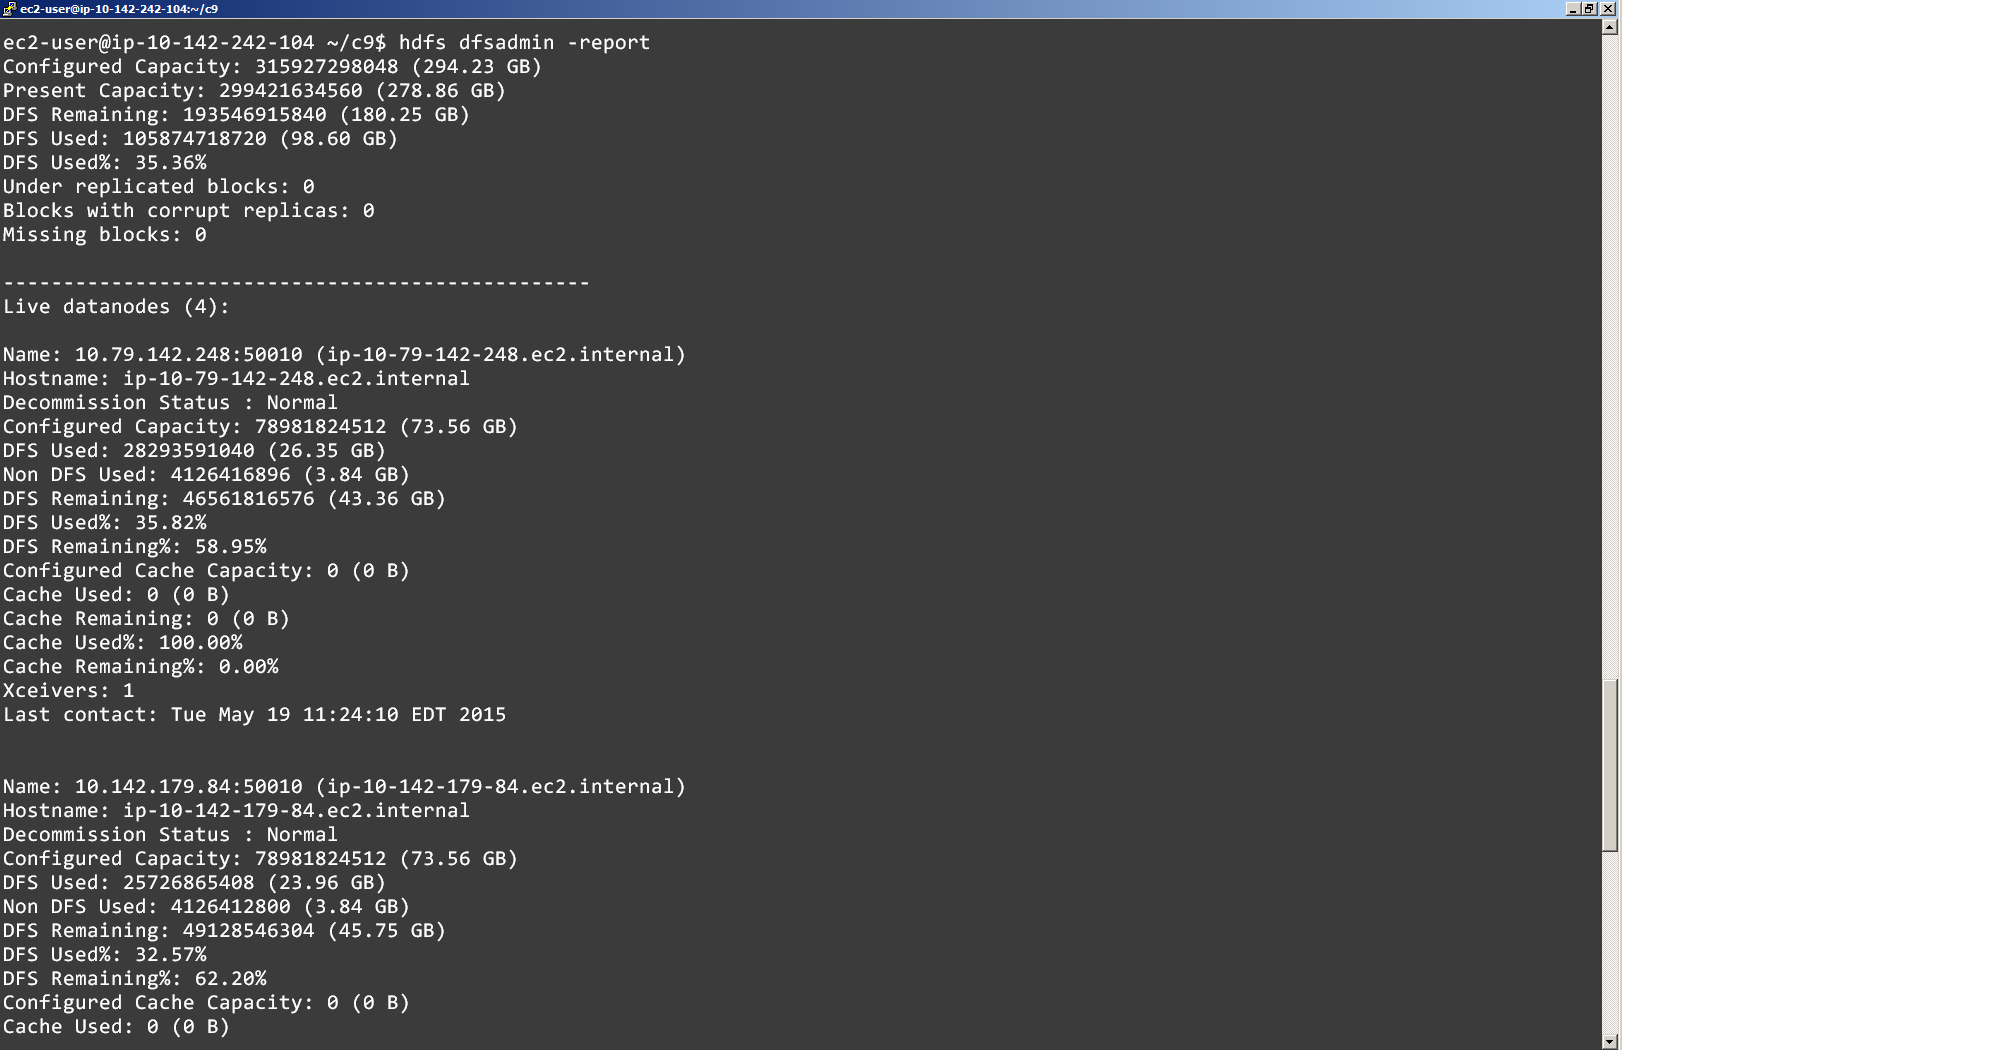 ec2-user@ip-10-142-242-104:~/c9
ec2-user@ip-10-142-242-104 ~/c9$ hdfs dfsadmin -report
Configured Capacity: 315927298048 (294.23 GB)
Present Capacity: 299421634560 (278.86 GB)
DFS Remaining: 193546915840 (180.25 GB)
DFS Used: 105874718720 (98.60 GB)
DFS Used%: 35.36%
Under replicated blocks: 0
Blocks with corrupt replicas: 0
Missing blocks: 0
-------------------------------------------------
Live datanodes (4):
Name: 10.79.142.248:50010 (ip-10-79-142-248.ec2.internal)
Hostname: ip-10-79-142-248.ec2.internal
Decommission Status : Normal
Configured Capacity: 78981824512 (73.56 GB)
DFS Used: 28293591040 (26.35 GB)
Non DFS Used: 4126416896 (3.84 GB)
DFS Remaining: 46561816576 (43.36 GB)
DFS Used%: 35.82%
DFS Remaining%: 58.95%
Configured Cache Capacity: 0 (0 B)
Cache Used: 0 (0 B)
Cache Remaining: 0 (0 B)
Cache Used%: 100.00%
Cache Remaining%: 0.00%
Xceivers: 1
Last contact: Tue May 19 11:24:10 EDT 2015
Name: 10.142.179.84:50010 (ip-10-142-179-84.ec2.internal)
Hostname: ip-10-142-179-84.ec2.internal
Decommission Status : Normal
Configured Capacity: 78981824512 (73.56 GB)
DFS Used: 25726865408 (23.96 GB)
Non DFS Used: 4126412800 (3.84 GB)
DFS Remaining: 49128546304 (45.75 GB)
DFS Used%: 32.57%
DFS Remaining%: 62.20%
Configured Cache Capacity: 0 (0 B)
Cache Used: 0 (0 B)